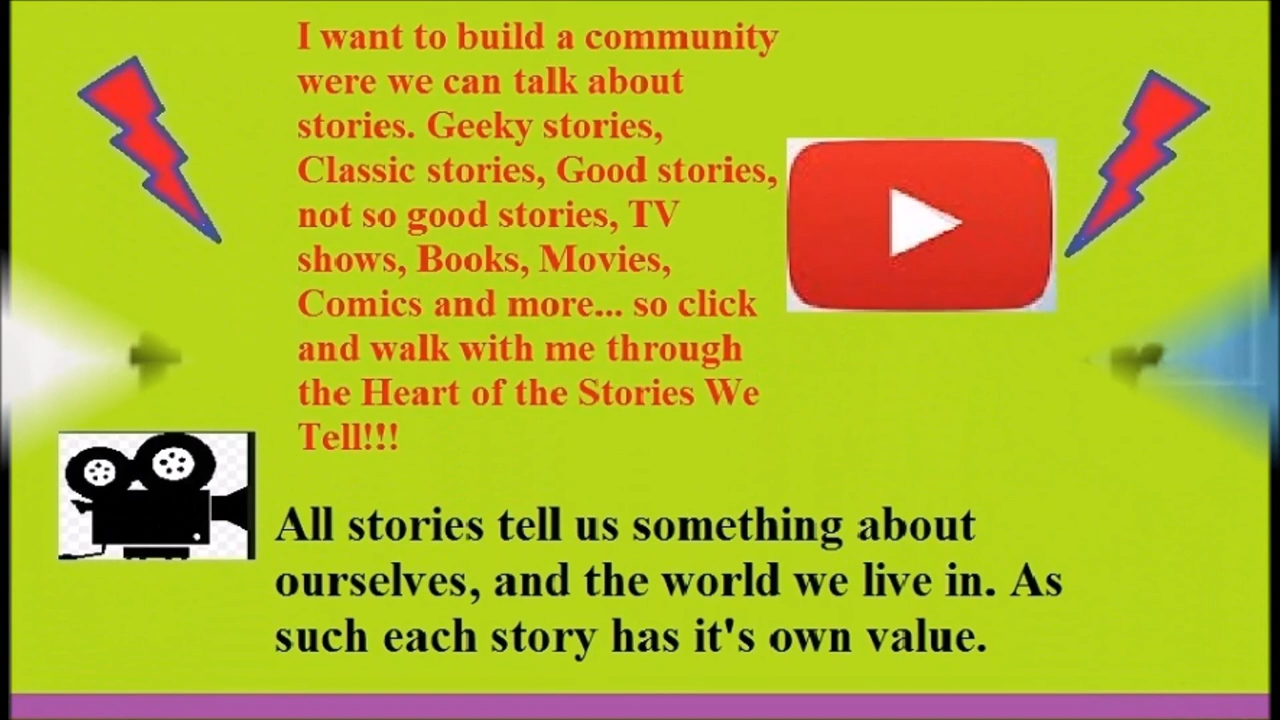 I want to build a community
were we can talk about
stories. Geeky stories,
Classic stories, Good stories,
not so good stories, TV
shows, Books, Movies,
Comics and more... so click
and walk with me through
the Heart of the Stories We
Tell!!!
All stories tell us something about
ourselves, and the world we live in. As
such each story has it's own value.